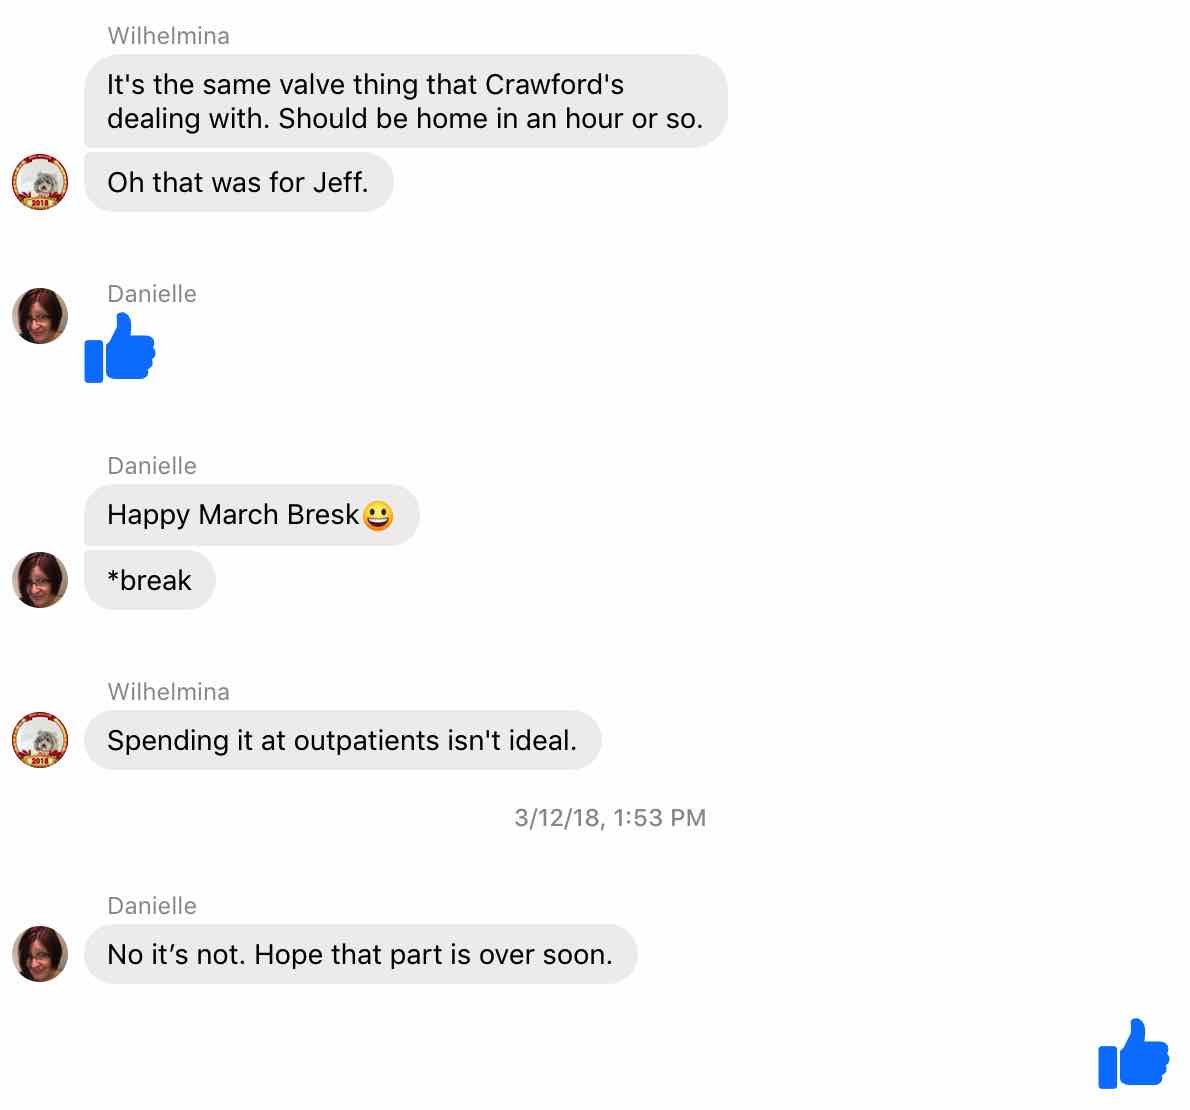 Wilhelmina
It's the same valve thing that Crawford's
dealing with. Should be home in an hour or so.
Oh that was for Jeff.
2018
Danielle
Danielle
Happy March Bresk😀
*break
Wilhelmina
Spending it at outpatients isn't ideal.
2018
3/12/18, 1:53 PM
Danielle
No it’s not. Hope that part is over soon.